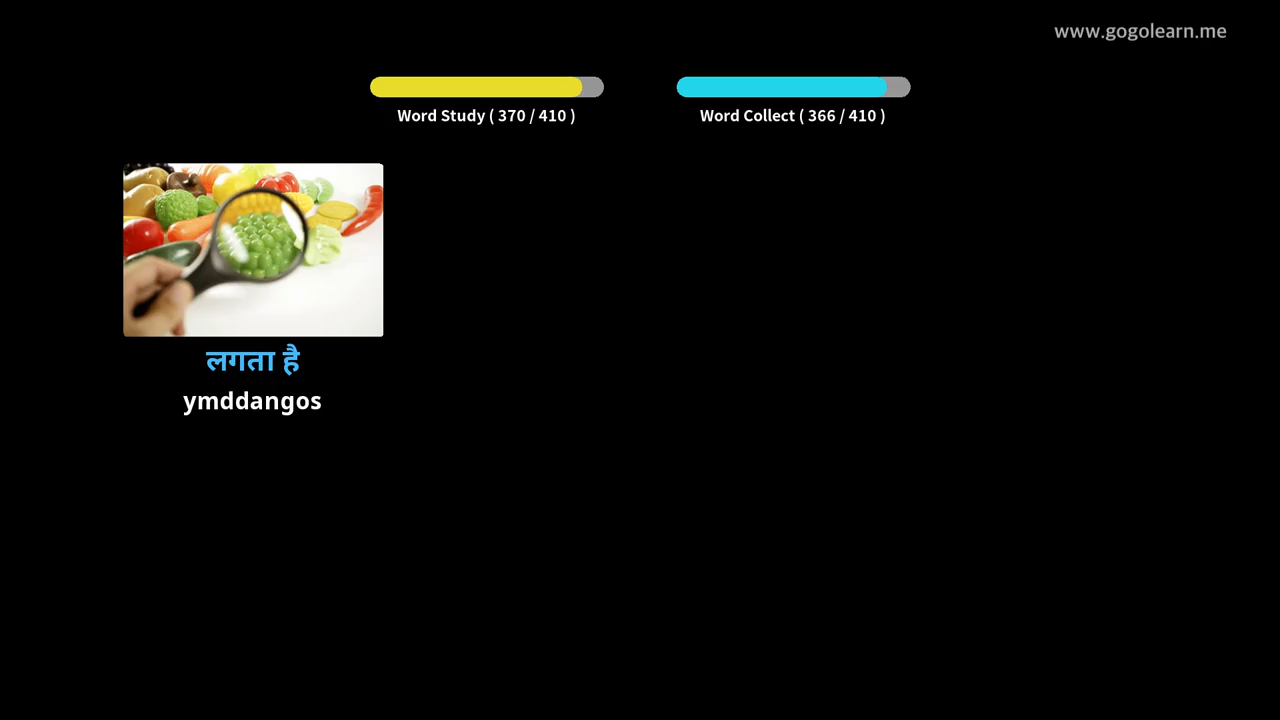 www.gogolearn.me
Word Study ( 370 / 410 )
Word Collect ( 366 / 410 )
लगता है
ymddangos